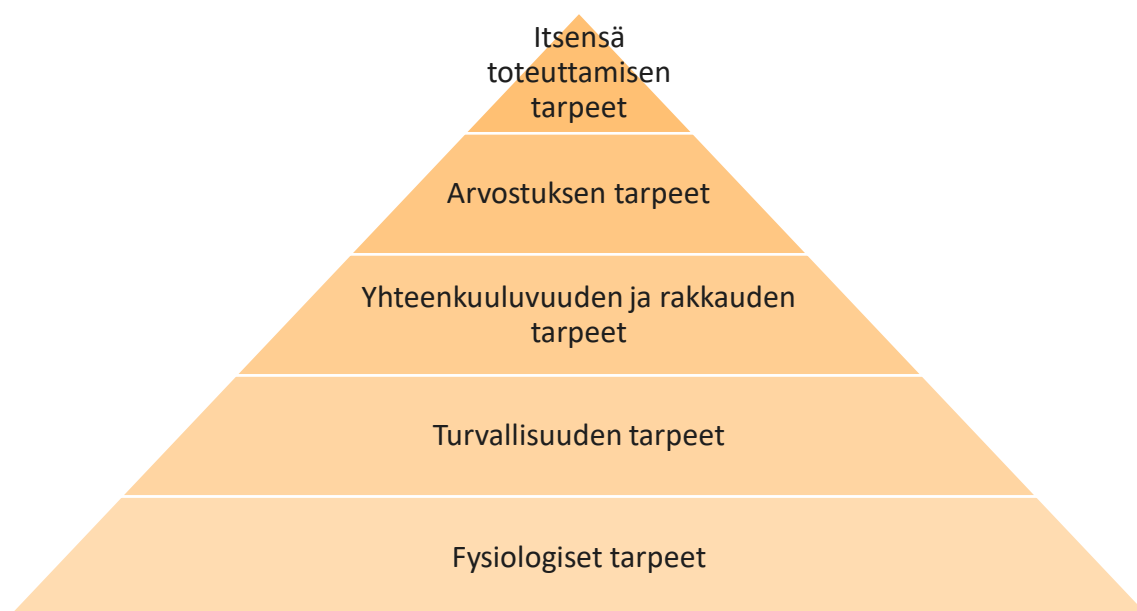 Itsensä
toteuttamisen
tarpeet
Arvostuksen tarpeet
Yhteenkuuluvuuden ja rakkauden
tarpeet
Turvallisuuden tarpeet
Fysiologiset tarpeet